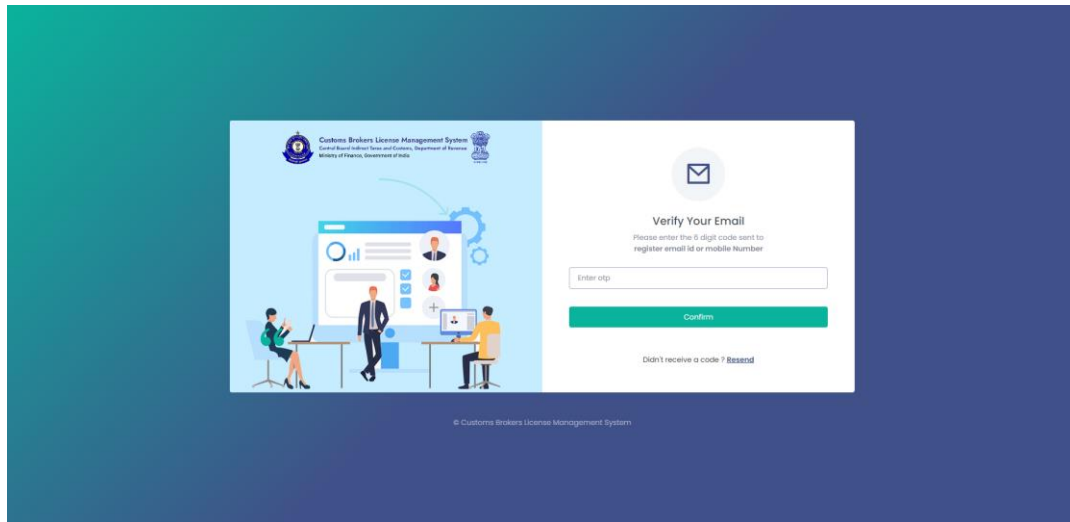 Customs Brokers License Management System
Central Board Indirect Taxes and Customs, Department of Revenue
Ministry of Finance, Government of India
Verify Your Email
Please enter the 6 digit code sent to
register email id or mobile Number
Enter otp
Confirm
Didn't receive a code ? Resend
© Customs Brokers License Management System